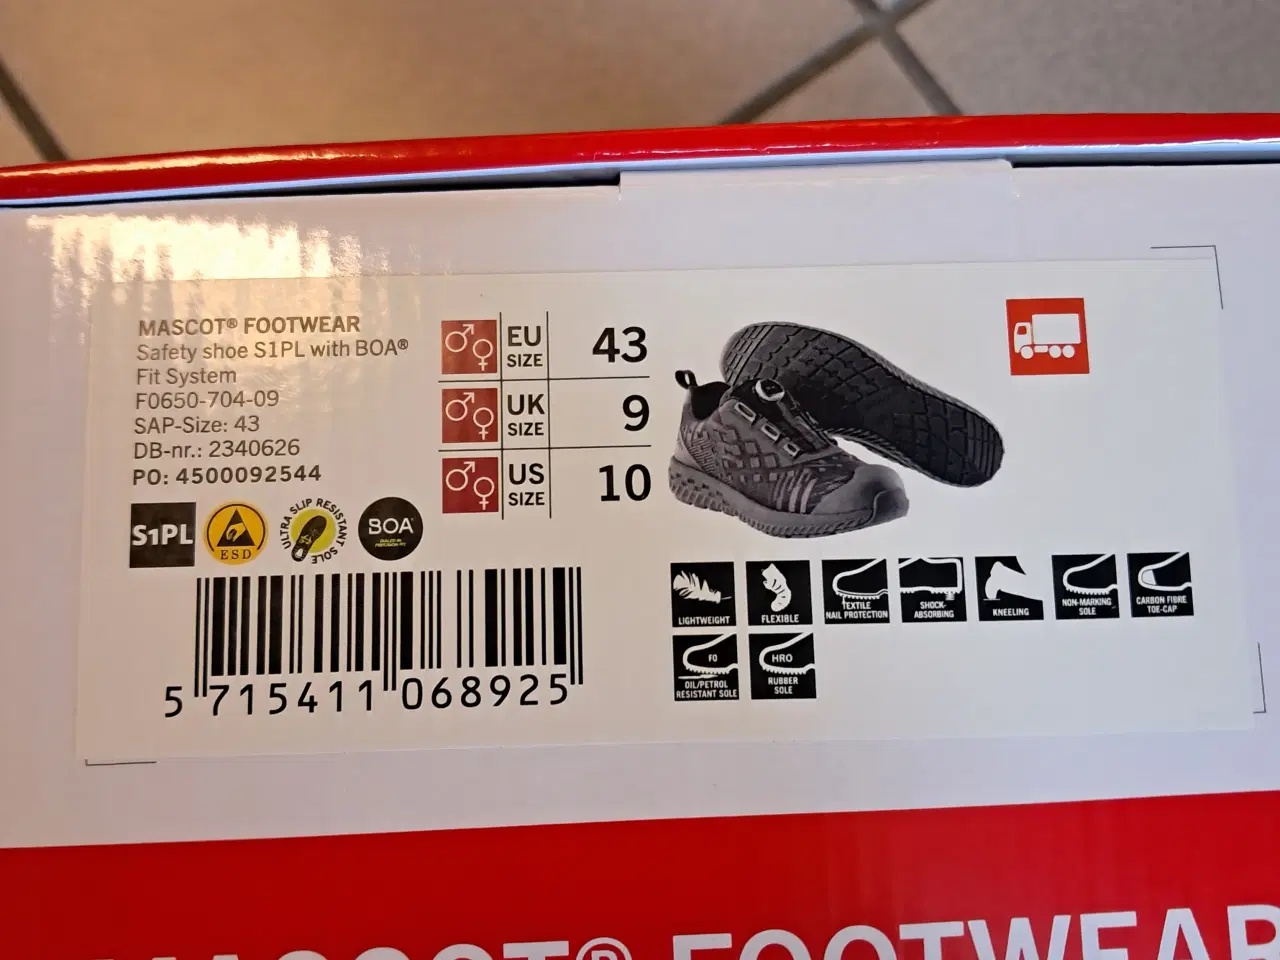 MASCOT® FOOTWEAR
Safety shoe S1PL with BOA®
Fit System
F0650-704-09
SAP-Size: 43
DB-nr.: 2340626
PO: 4500092544
EU SIZE 43
UK SIZE 9
US SIZE 10
S1PL
ESD
ULTRA SLIP RESISTANT SOLE
BOA
5 715411 068925
LIGHTWEIGHT
FLEXIBLE
TEXTILE NAIL PROTECTION
SHOCK-ABSORBING
KNEELING
NON-MARKING SOLE
CARBON FIBRE TOE-CAP
FO
OIL/PETROL RESISTANT SOLE
HRO
RUBBER SOLE
MASCOT® FOOTWEAR